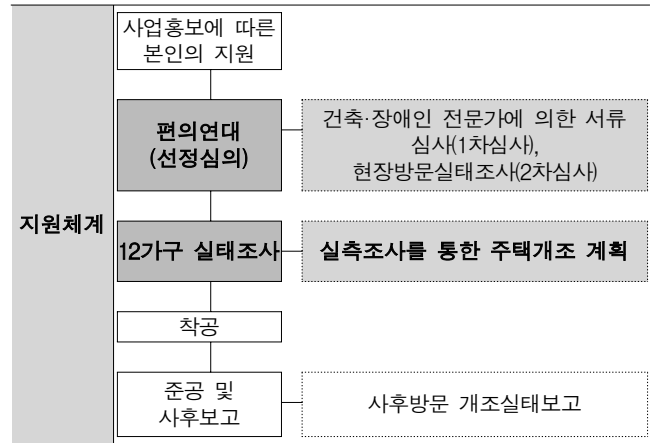 사업홍보에 따른
본인의 지원
편의연대
(선정심의)
건축·장애인 전문가에 의한 서류
심사(1차심사),
현장방문실태조사(2차심사)
지원체계
12가구 실태조사
실측조사를 통한 주택개조 계획
착공
준공 및
사후보고
사후방문 개조실태보고